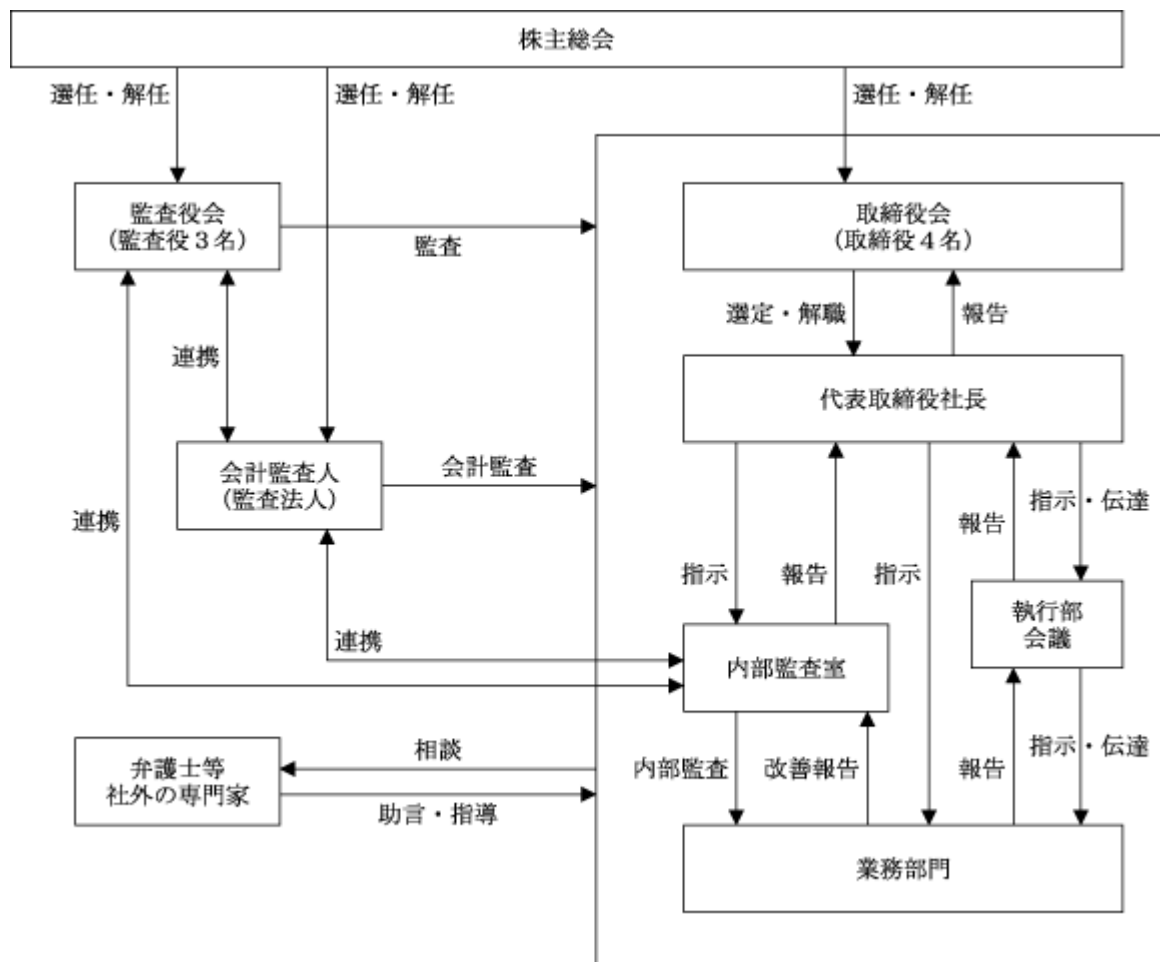 株主総会
選任・解任
選任・解任
選任・解任
監査役会
（監査役３名）
監査
取締役会
（取締役４名）
選定・解職
報告
連携
代表取締役社長
会計監査人
（監査法人）
会計監査
連携
指示・伝達
報告
指示
報告
指示
執行部
会議
連携
内部監査室
弁護士等
社外の専門家
相談
助言・指導
内部監査
改善報告
報告
指示・伝達
業務部門